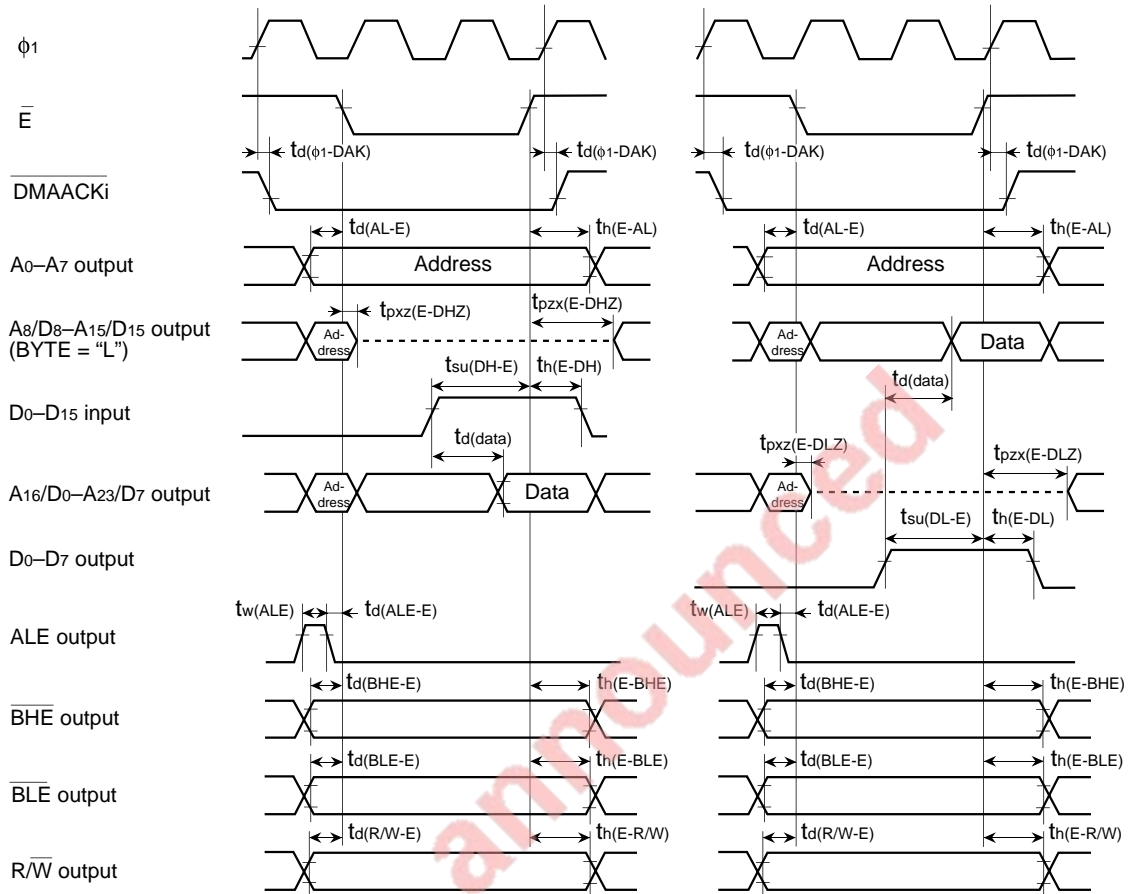 ϕ1
E
td(ϕ1-DAK) td(ϕ1-DAK) td(ϕ1-DAK) td(ϕ1-DAK)
DMAACKi
td(AL-E) th(E-AL) td(AL-E) th(E-AL)
A0–A7 output Address Address
tpxz(E-DHZ) tpzx(E-DHZ)
A8/D8–A15/D15 output
(BYTE = “L”)
Ad-
dress
Ad-
dress
Data
tsu(DH-E) th(E-DH) td(data)
D0–D15 input
td(data) tpxz(E-DLZ) tpzx(E-DLZ)
A16/D0–A23/D7 output
Ad-
dress
Data
Ad-
dress
tsu(DL-E) th(E-DL)
D0–D7 output
tw(ALE) td(ALE-E) tw(ALE) td(ALE-E)
ALE output
td(BHE-E) th(E-BHE) td(BHE-E) th(E-BHE)
BHE output
td(BLE-E) th(E-BLE) td(BLE-E) th(E-BLE)
BLE output
td(R/W-E) th(E-R/W) td(R/W-E) th(E-R/W)
R/W output
announced